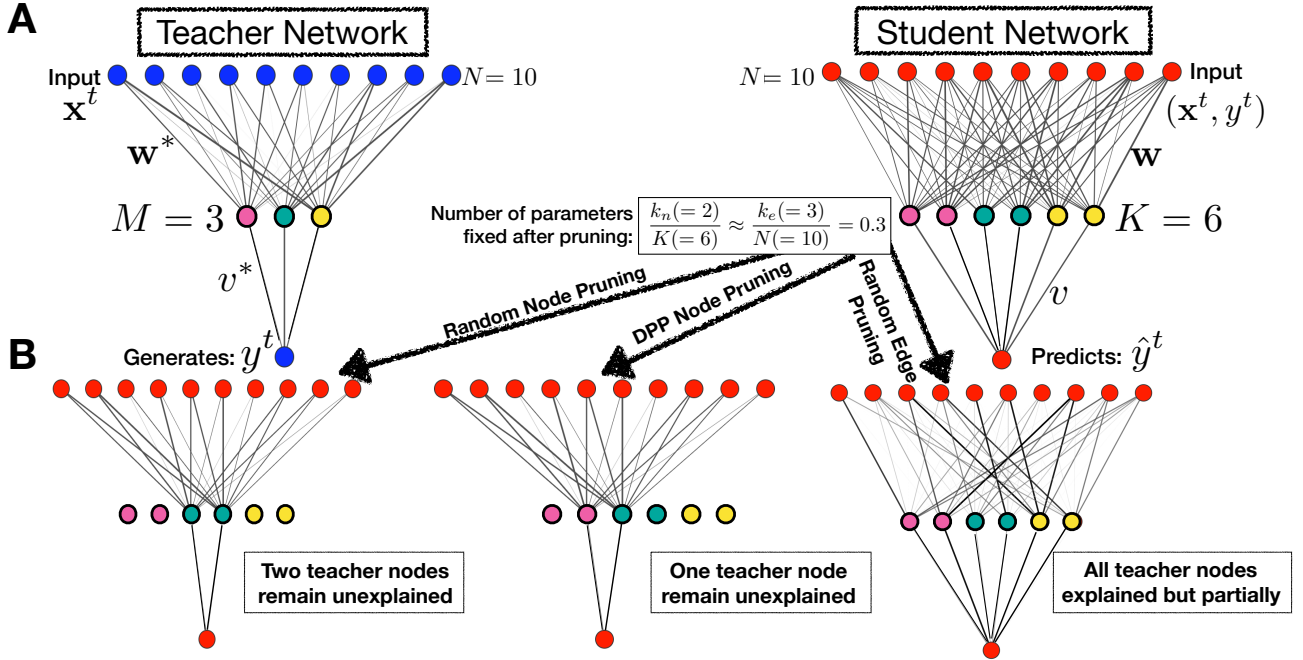 A
Teacher Network
Student Network
Input
N = 10
N = 10
Input
x^t
(x^t, y^t)
w*
w
M = 3
Number of parameters
fixed after pruning:
k_n(=2)/K(=6) ≈ k_e(=3)/N(=10) = 0.3
K = 6
v*
v
Random Node Pruning
DPP Node Pruning
Random Edge
Pruning
B
Generates: y^t
Predicts: ŷ^t
Two teacher nodes
remain unexplained
One teacher node
remain unexplained
All teacher nodes
explained but partially